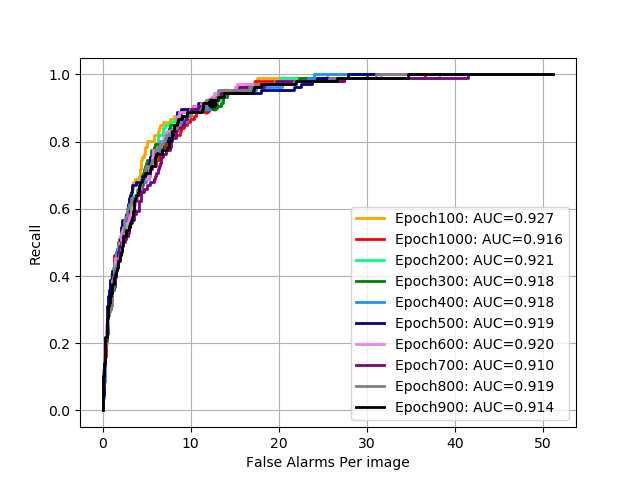 1.0
0.8
0.6
0.4
0.2
0.0
Recall
0
10
20
30
40
50
False Alarms Per image
Epoch100: AUC=0.927
Epoch1000: AUC=0.916
Epoch200: AUC=0.921
Epoch300: AUC=0.918
Epoch400: AUC=0.918
Epoch500: AUC=0.919
Epoch600: AUC=0.920
Epoch700: AUC=0.910
Epoch800: AUC=0.919
Epoch900: AUC=0.914